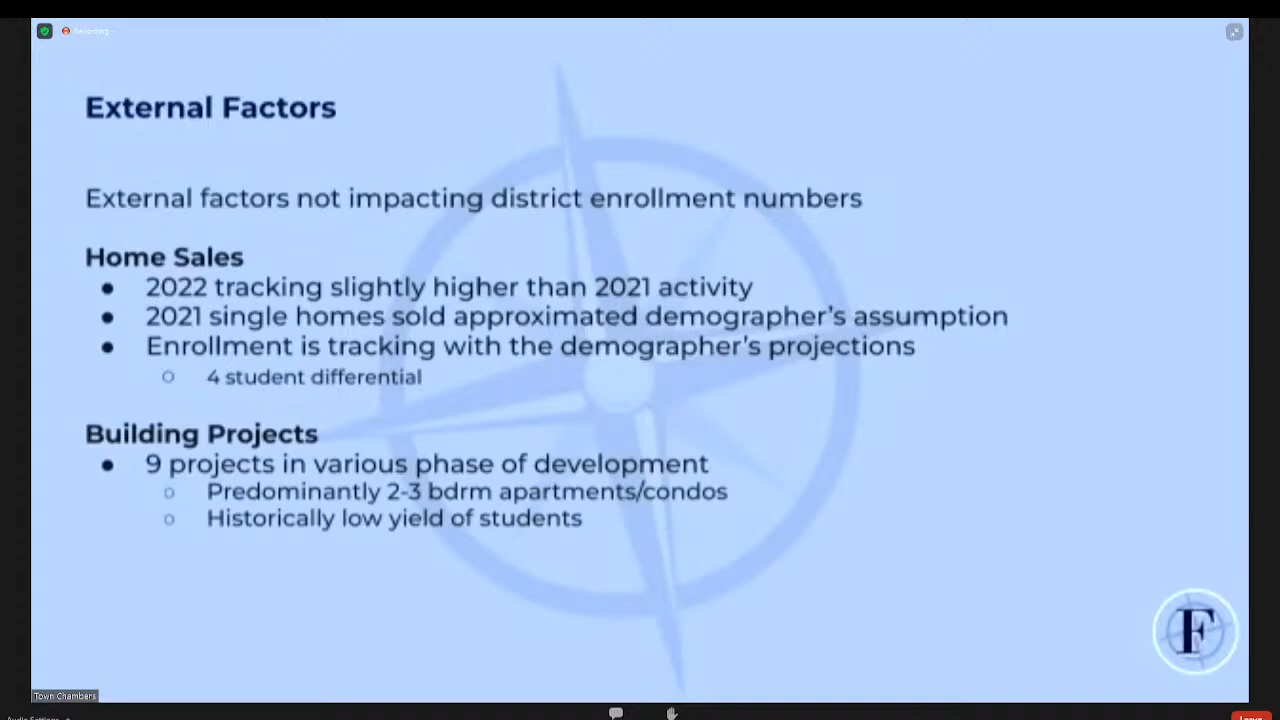 Recording
External Factors
External factors not impacting district enrollment numbers
Home Sales
● 2022 tracking slightly higher than 2021 activity
● 2021 single homes sold approximated demographer's assumption
● Enrollment is tracking with the demographer's projections
○ 4 student differential
Building Projects
● 9 projects in various phase of development
○ Predominantly 2-3 bdrm apartments/condos
○ Historically low yield of students
F
Town Chambers
Audio Settings
Leave